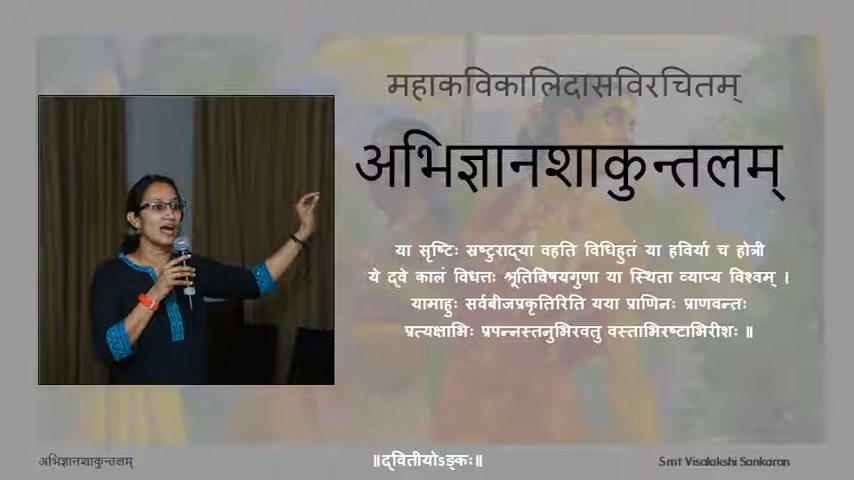 महाकविकालिदासविरचितम्
अभिज्ञानशाकुन्तलम्
या सृष्टिः स्रष्टुराद्या वहति विधिहुतं या हविर्या च होत्री
ये द्वे कालं विधत्तः श्रूतिविषयगुणा या स्थिता व्याप्य विश्वम् ।
यामाहुः सर्वबीजप्रकृतिरिति यया प्राणिनः प्राणवन्तः
प्रत्यक्षाभिः प्रपन्नस्तनुभिरवतु वस्ताभिरष्टाभिरीशः ॥
अभिज्ञानशाकुन्तलम्
॥द्वितीयोऽङ्कः॥
Smt Visalakshi Sankaran